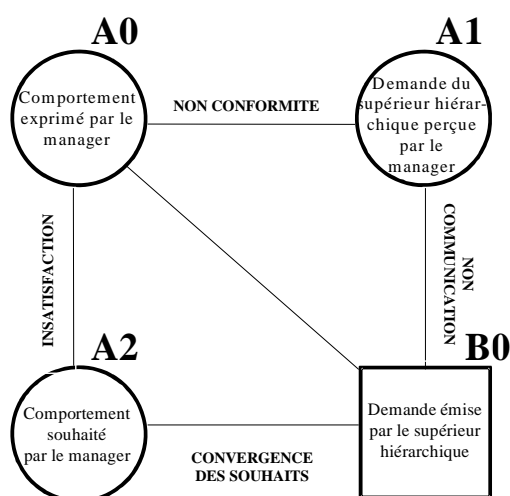 A0
A1
Comportement
exprimé par le
manager
NON CONFORMITE
Demande du
supérieur hiérar-
chique perçue
par le
manager
INSATISFACTION
NON
COMMUNICATION
A2
B0
Comportement
souhaité
par le manager
CONVERGENCE
DES SOUHAITS
Demande émise
par le supérieur
hiérarchique